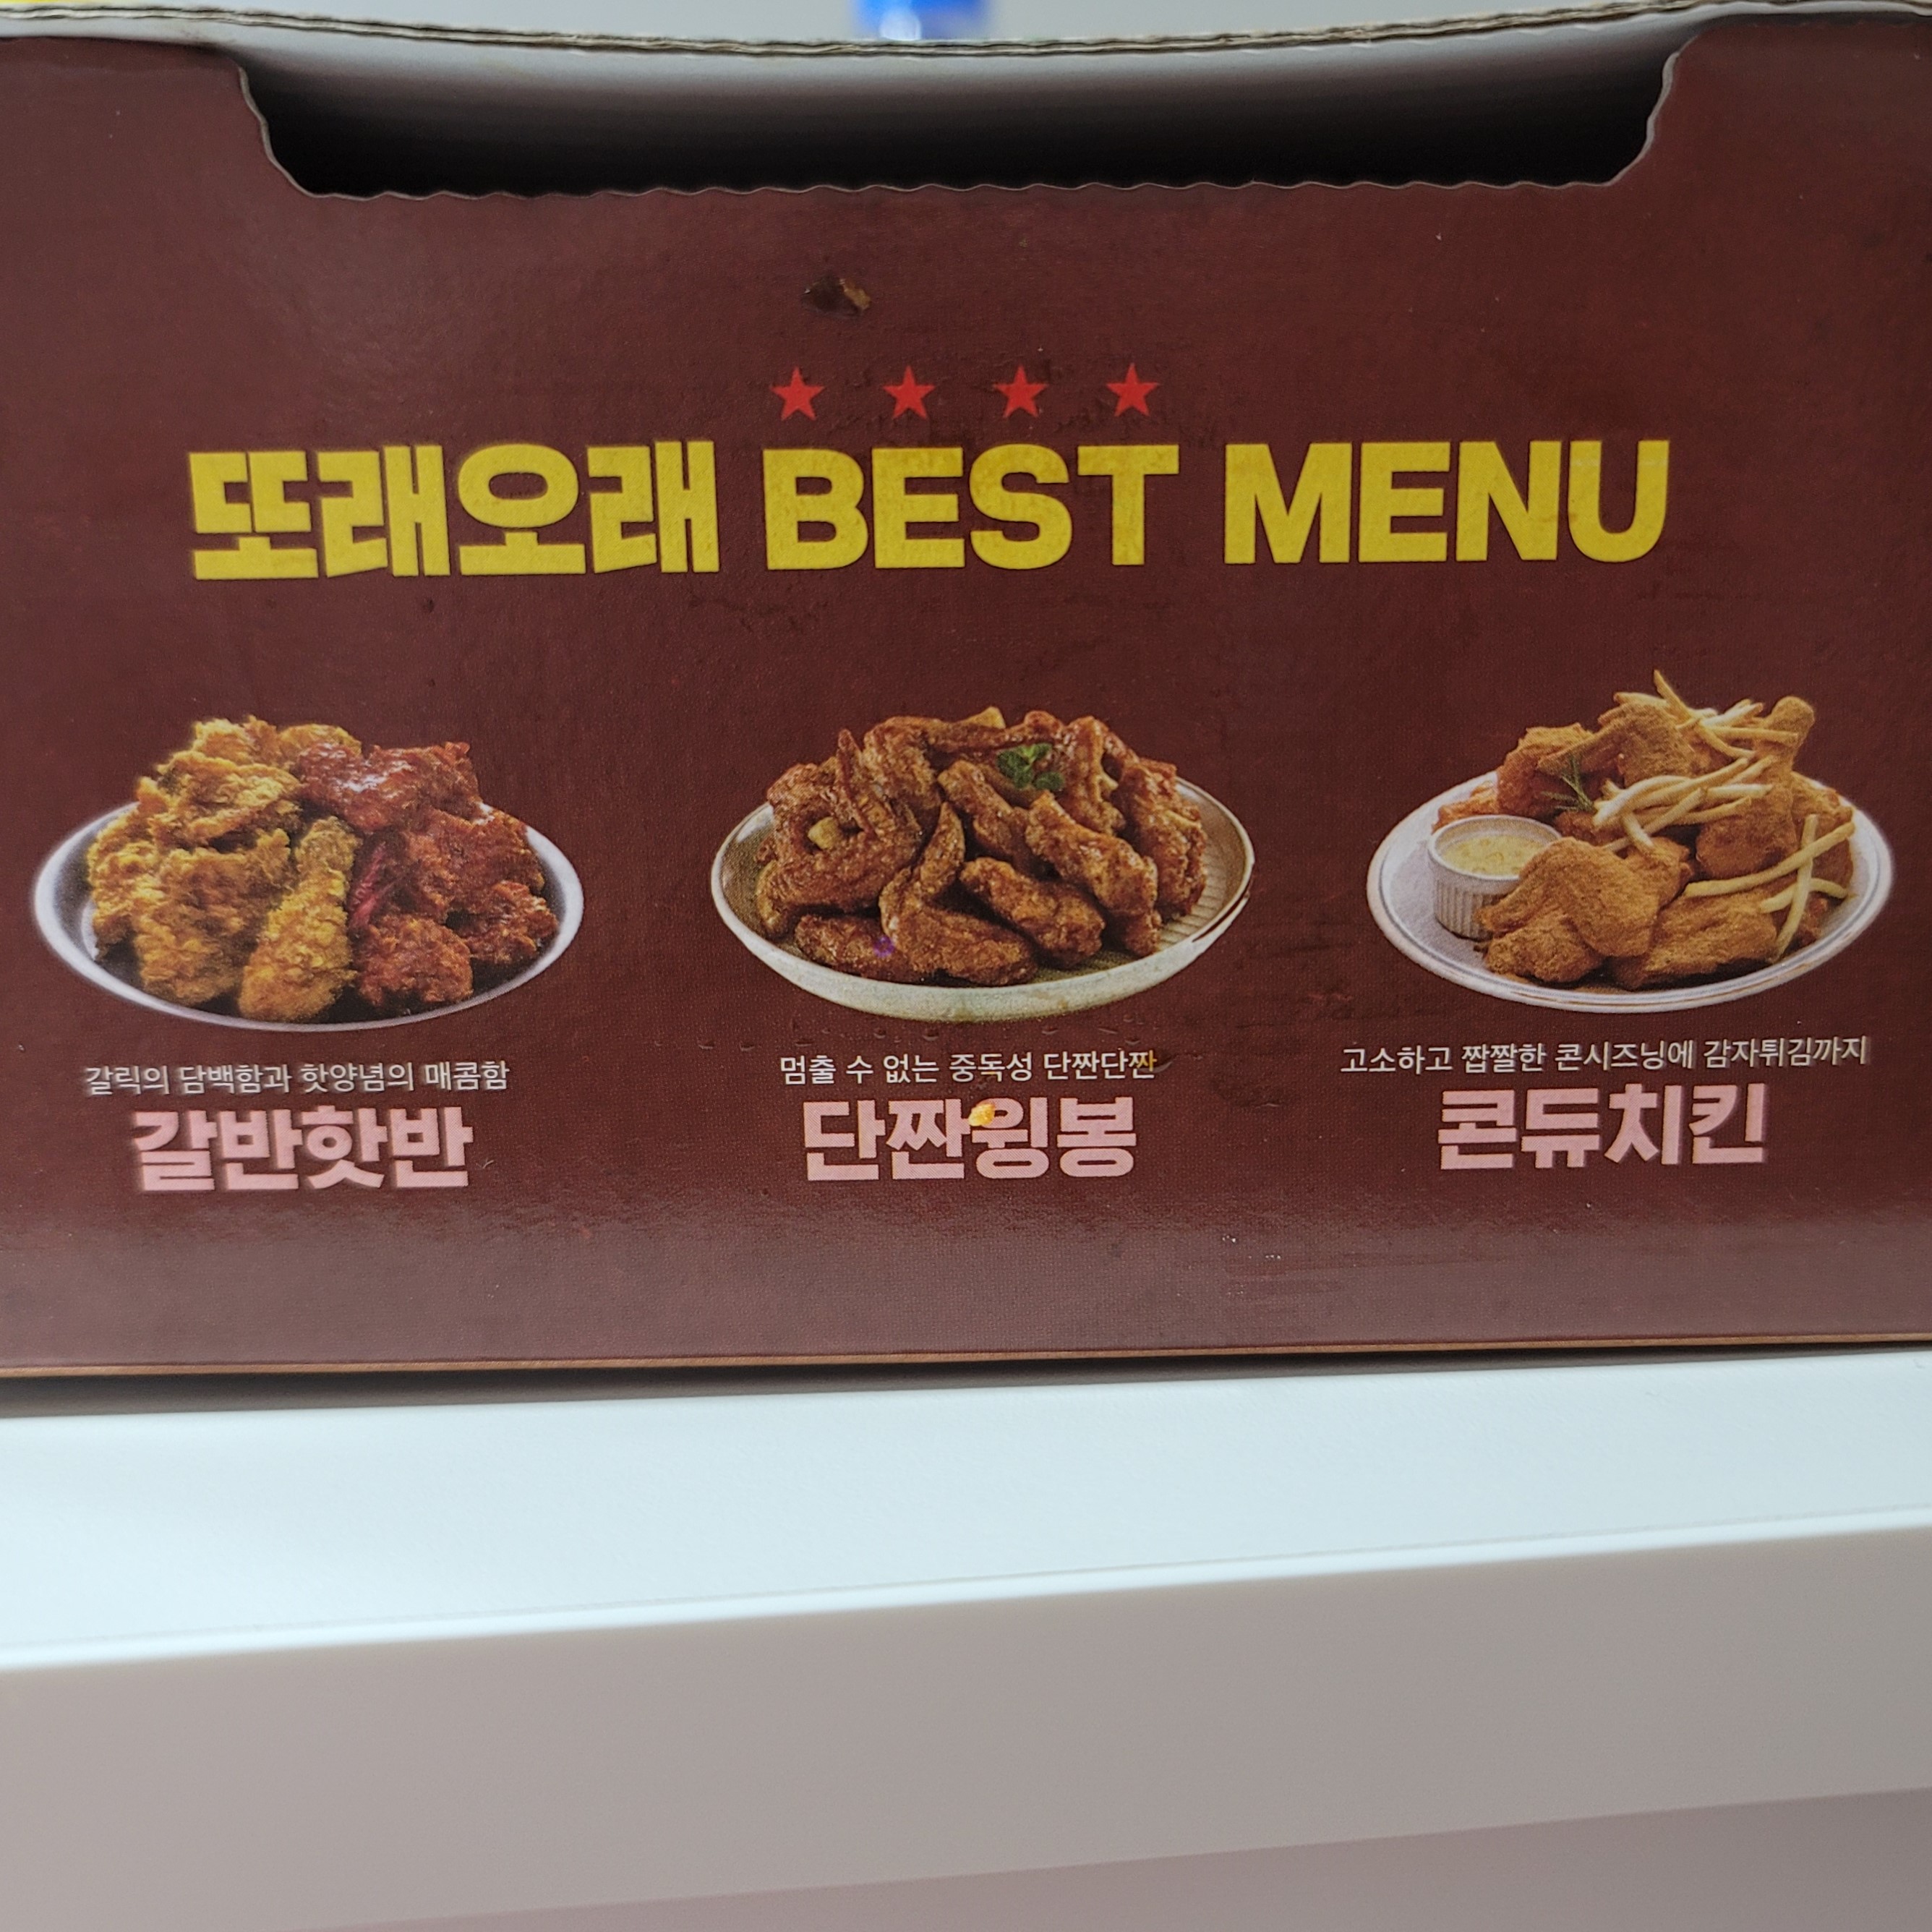 또래오래 BEST MENU
갈릭의 담백함과 핫양념의 매콤함
갈반핫반
멈출 수 없는 중독성 단짠단짠
단짠윙봉
고소하고 짭짤한 콘시즈닝에 감자튀김까지
콘듀치킨